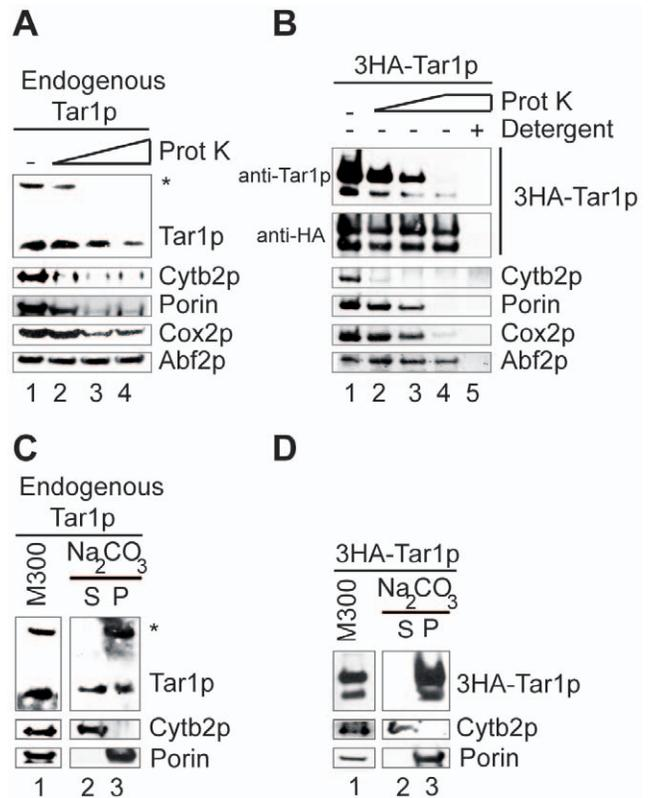 A
Endogenous
Tar1p
Prot K
-
*
Tar1p
Cytb2p
Porin
Cox2p
Abf2p
1 2 3 4
B
3HA-Tar1p
Prot K
-
- - - - + Detergent
anti-Tar1p
3HA-Tar1p
anti-HA
Cytb2p
Porin
Cox2p
Abf2p
1 2 3 4 5
C
Endogenous
Tar1p
M300
Na2CO3
S P
*
Tar1p
Cytb2p
Porin
1 2 3
D
3HA-Tar1p
M300
Na2CO3
S P
3HA-Tar1p
Cytb2p
Porin
1 2 3